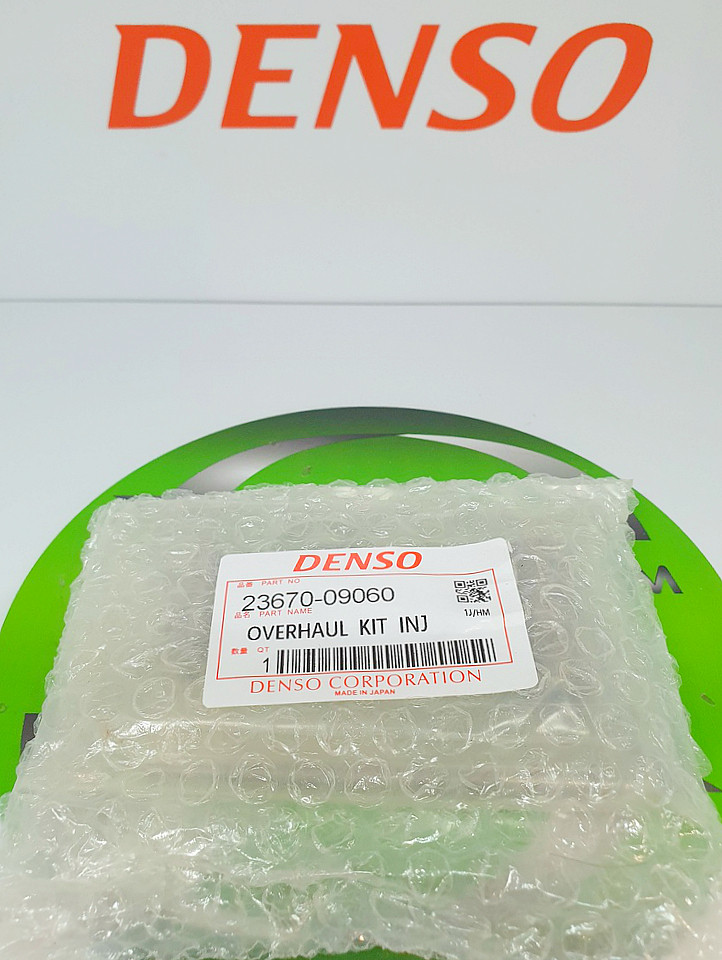 DENSO
DENSO
品番 PART NO
23670-09060
品名 PART NAME
1J/HM
OVERHAUL KIT INJ
数量 QT
1
DENSO CORPORATION
MADE IN JAPAN
M